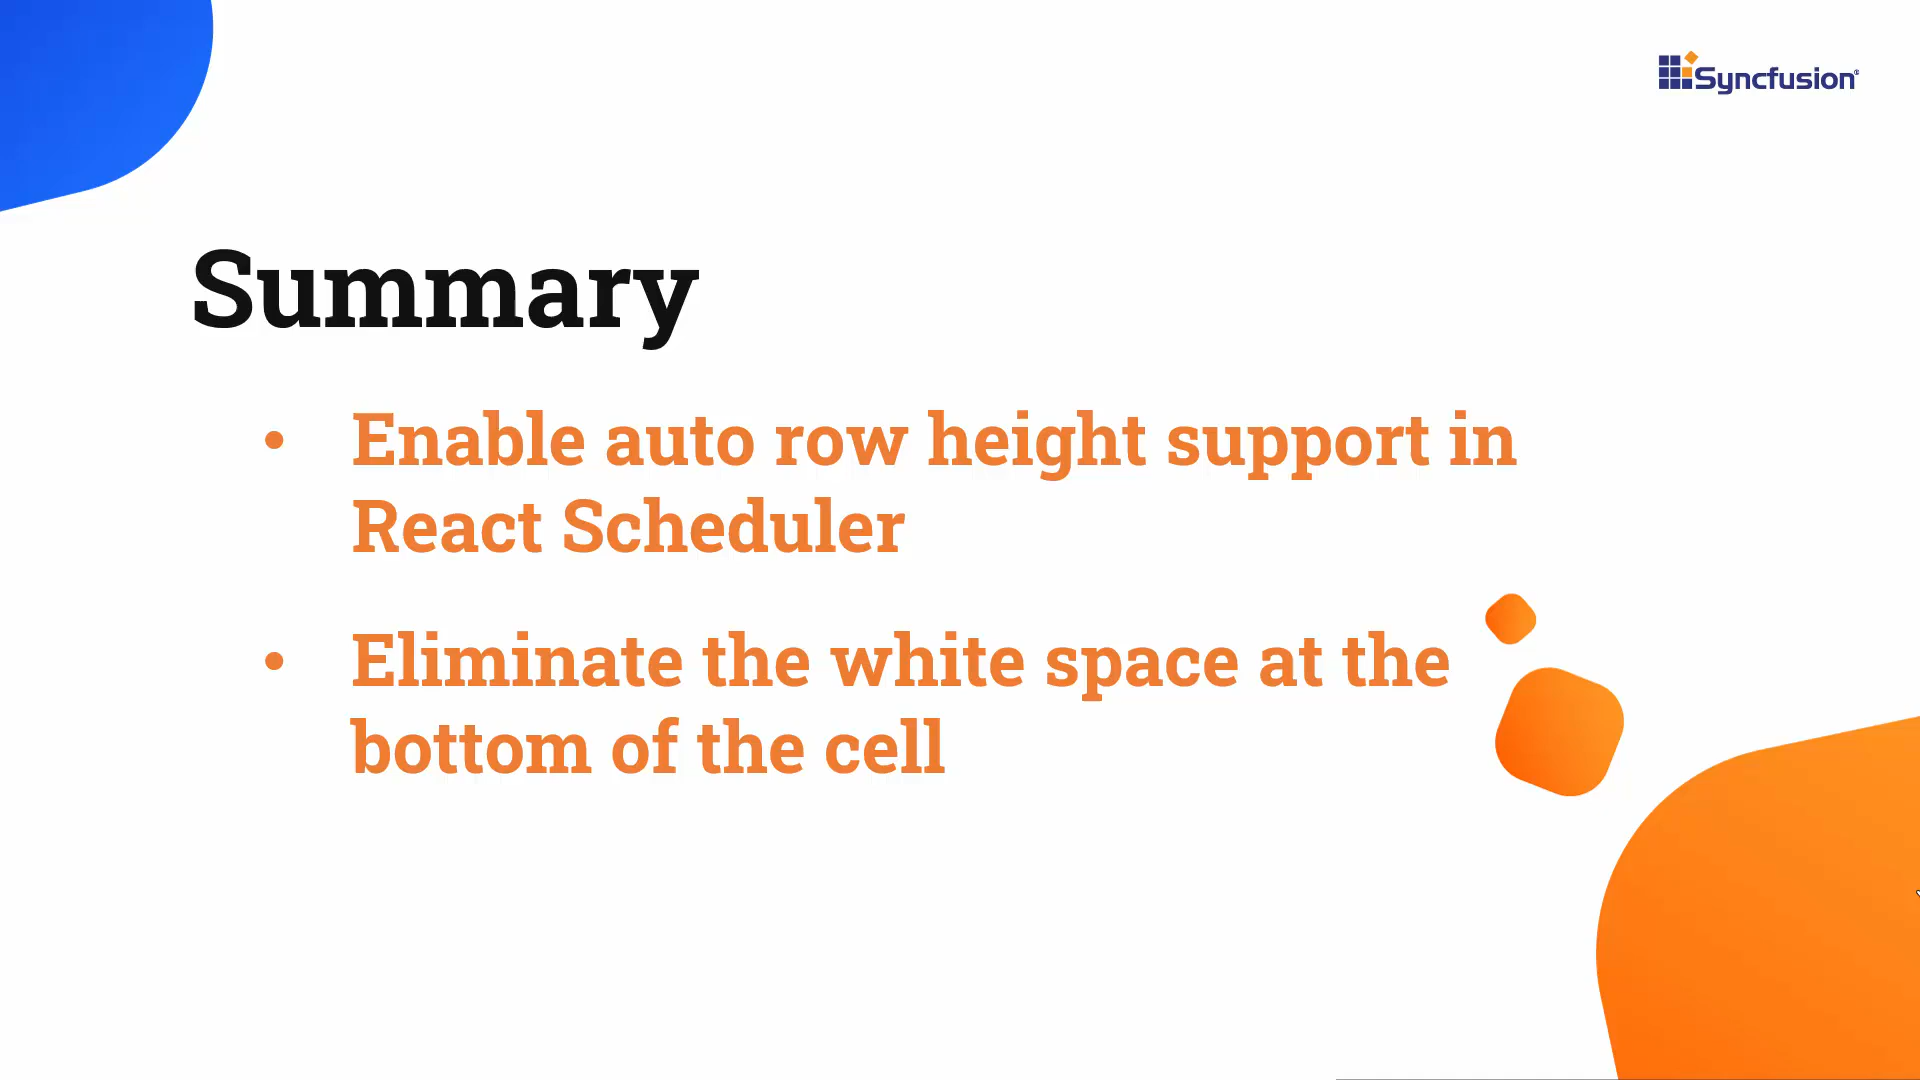 Syncfusion®
Summary
• Enable auto row height support in
React Scheduler
• Eliminate the white space at the
bottom of the cell